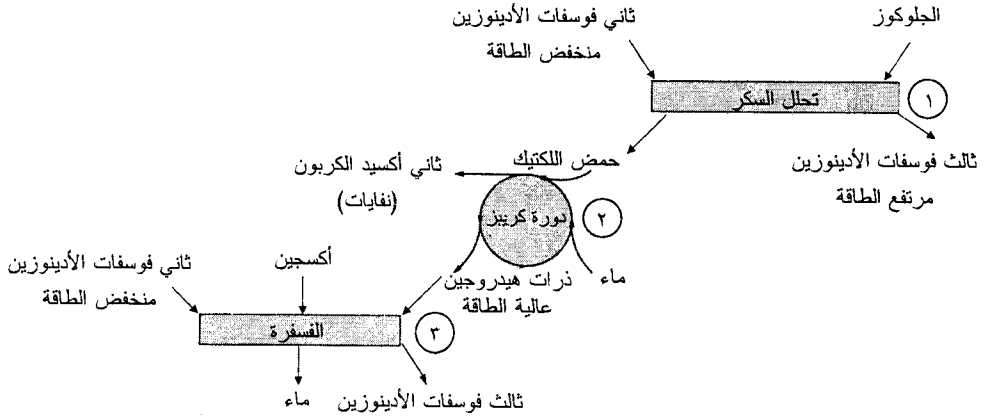 الجلوكوز
ثاني فوسفات الأدينوزين
منخفض الطاقة
تحلل السكر
١
ثالث فوسفات الأدينوزين
مرتفع الطاقة
حمض اللكتيك
ثاني أكسيد الكربون
(نفايات)
دورة كريبز
٢
ماء
ذرات هيدروجين
عالية الطاقة
أكسجين
ثاني فوسفات الأدينوزين
منخفض الطاقة
الفسفرة
٣
ثالث فوسفات الأدينوزين
ماء